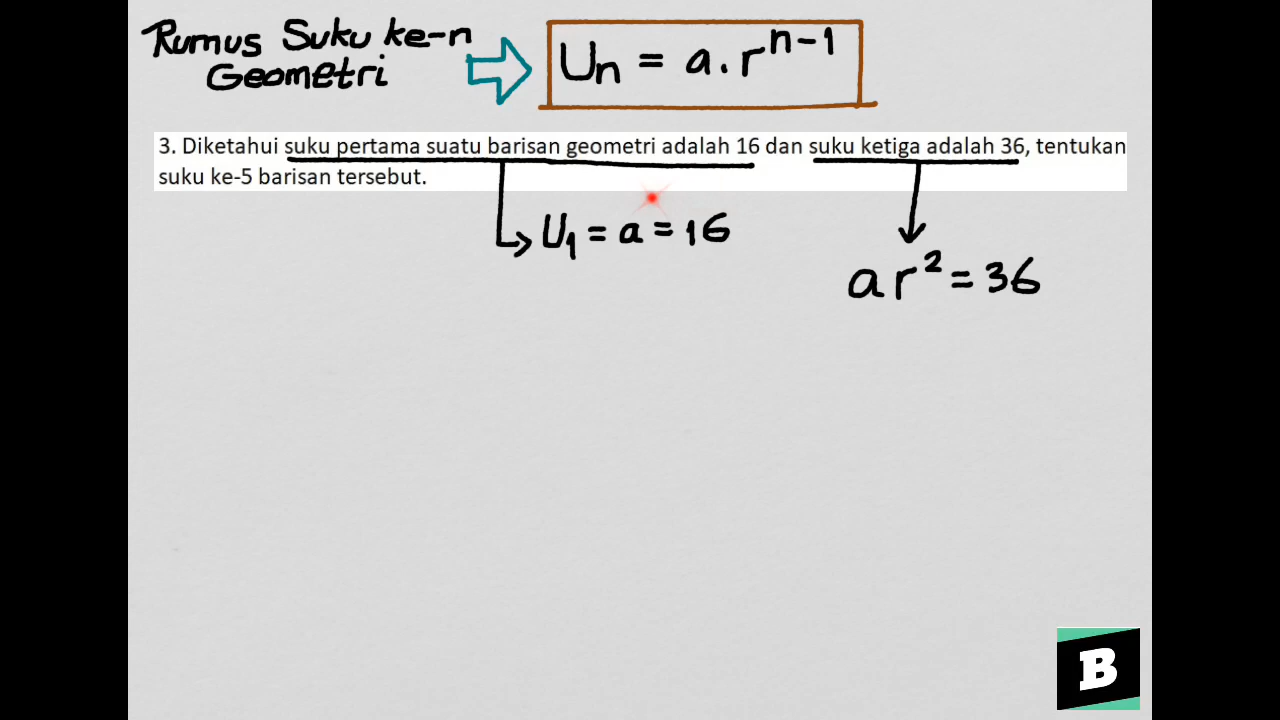 Rumus Suku ke-n
Geometri
Un = a . r^n-1
3. Diketahui suku pertama suatu barisan geometri adalah 16 dan suku ketiga adalah 36, tentukan
suku ke-5 barisan tersebut.
U₁ = a = 16
ar² = 36
B